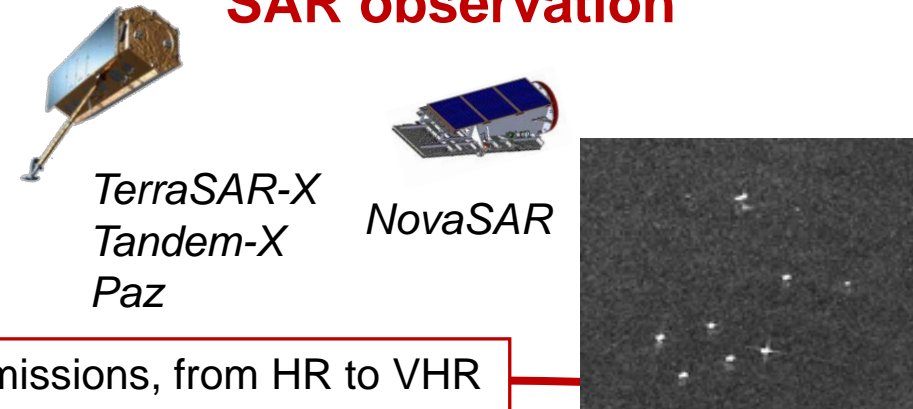 SAR observation
TerraSAR-X
Tandem-X
Paz
NovaSAR
missions, from HR to VHR